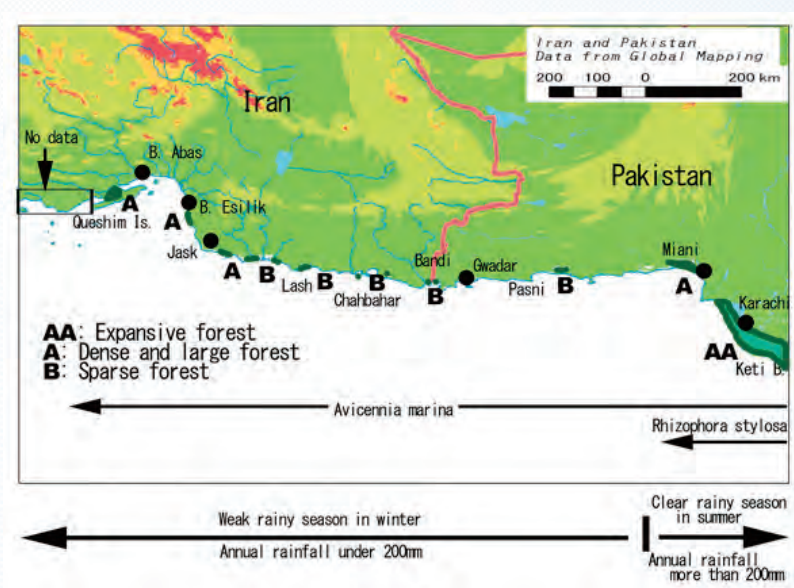 Iran and Pakistan
Data from Global Mapping
200 100 0 200 km
Iran
No data
B. Abas
Pakistan
A
B. Esilik
Queshim Is.
A
Jask
Miani
Bandi
Gwadar
A
B
Lash
B
B
Chahbahar
B
Pasni
B
A
Karachi
AA
Keti B.
AA: Expansive forest
A: Dense and large forest
B: Sparse forest
Avicennia marina
Rhizophora stylosa
Weak rainy season in winter
Annual rainfall under 200mm
Clear rainy season
in summer
Annual rainfall
more than 200mm